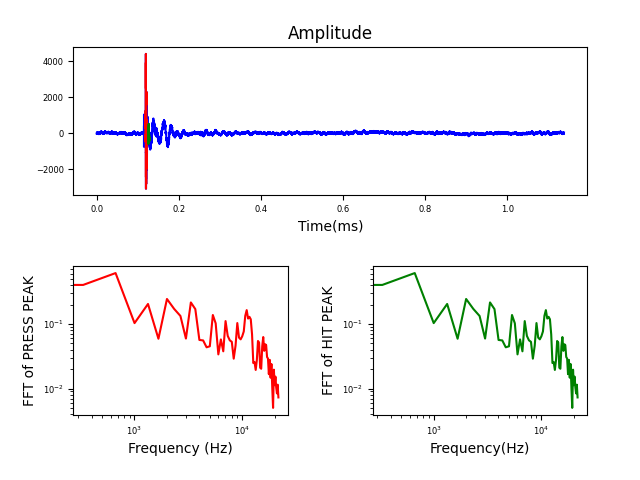 Amplitude
4000
2000
0
−2000
0.0 0.2 0.4 0.6 0.8 1.0
Time(ms)
FFT of PRESS PEAK
10⁻¹
10⁻²
10³ 10⁴
Frequency (Hz)
FFT of HIT PEAK
10⁻¹
10⁻²
10³ 10⁴
Frequency(Hz)